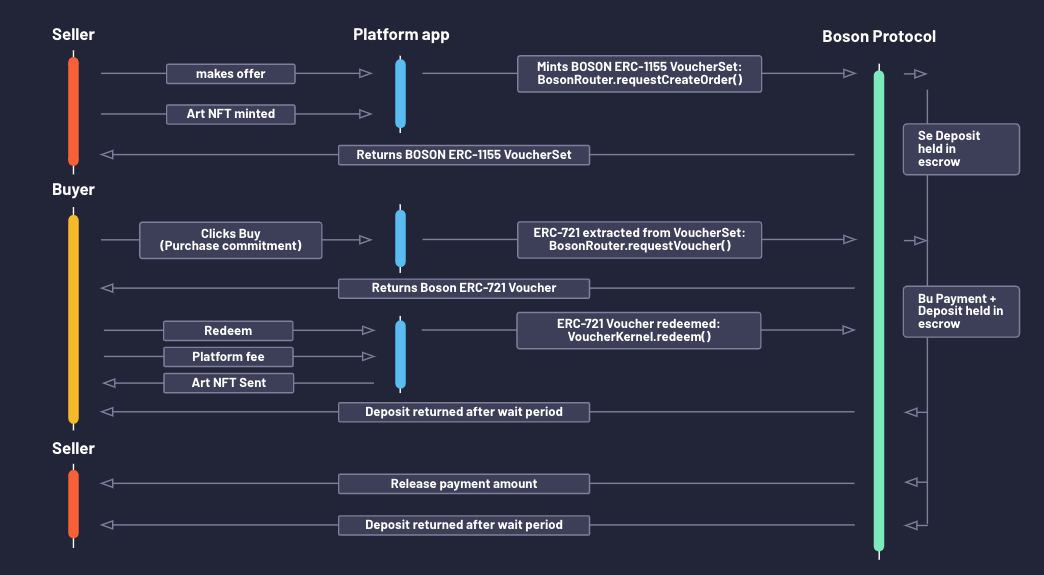 Seller
Platform app
Boson Protocol
makes offer
Mints BOSON ERC-1155 VoucherSet:
BosonRouter.requestCreateOrder()
Art NFT minted
Se Deposit
held in
escrow
Returns BOSON ERC-1155 VoucherSet
Buyer
Clicks Buy
(Purchase commitment)
ERC-721 extracted from VoucherSet:
BosonRouter.requestVoucher()
Returns Boson ERC-721 Voucher
Bu Payment +
Deposit held in
escrow
Redeem
ERC-721 Voucher redeemed:
VoucherKernel.redeem()
Platform fee
Art NFT Sent
Deposit returned after wait period
Seller
Release payment amount
Deposit returned after wait period